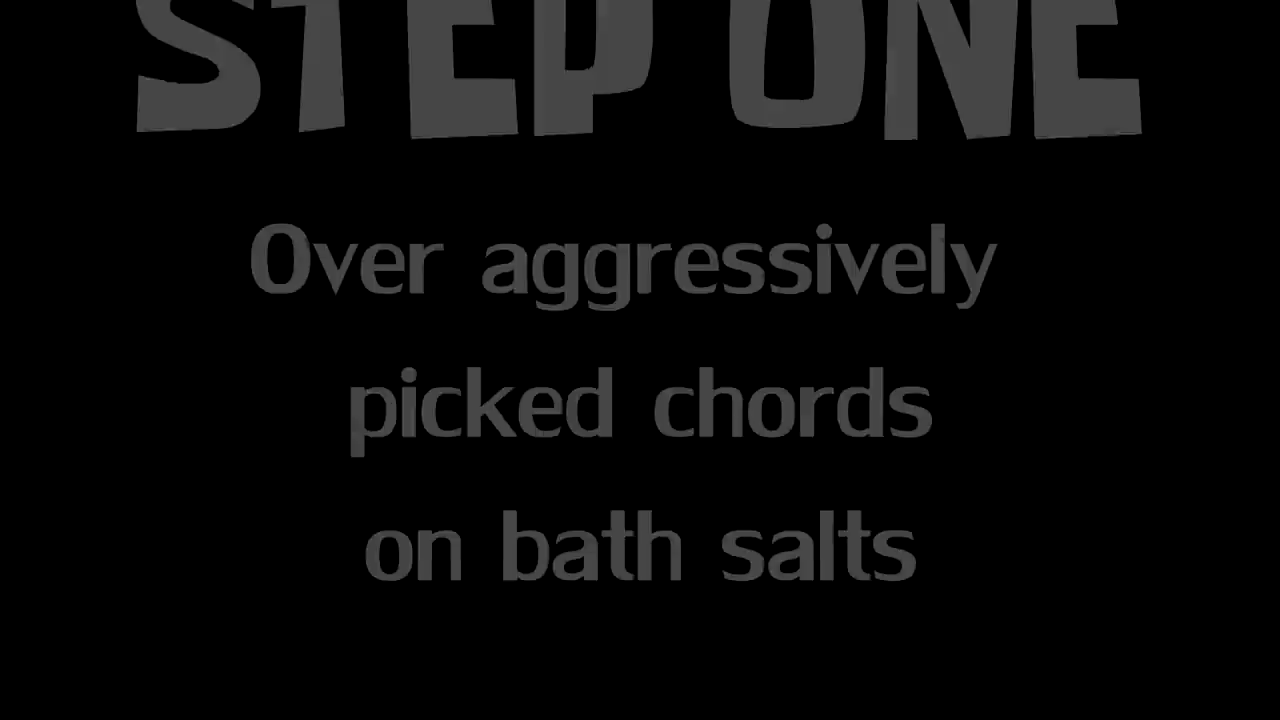 STEP ONE
Over aggressively
picked chords
on bath salts